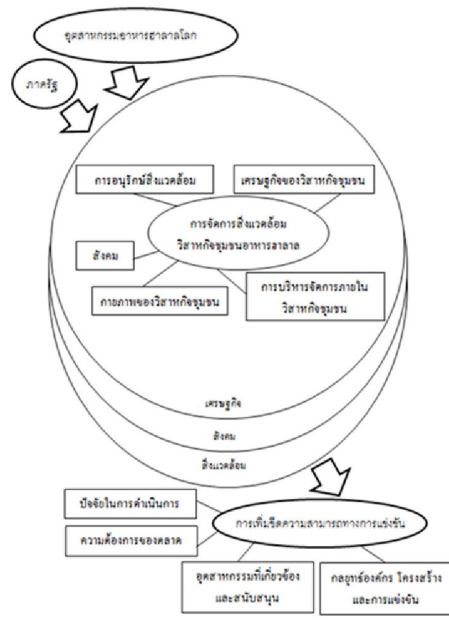 อุตสาหกรรมอาหารฮาลาลโลก
ภาครัฐ
การอนุรักษ์สิ่งแวดล้อม
เศรษฐกิจของวิสาหกิจชุมชน
การจัดการสิ่งแวดล้อม
วิสาหกิจชุมชนอาหารฮาลาล
สังคม
กายภาพของวิสาหกิจชุมชน
การบริหารจัดการภายใน
วิสาหกิจชุมชน
เศรษฐกิจ
สังคม
สิ่งแวดล้อม
ปัจจัยในการดำเนินการ
การเพิ่มขีดความสามารถทางการแข่งขัน
ความต้องการของตลาด
อุตสาหกรรมที่เกี่ยวข้อง
และสนับสนุน
กลยุทธ์องค์กร โครงสร้าง
และการแข่งขัน